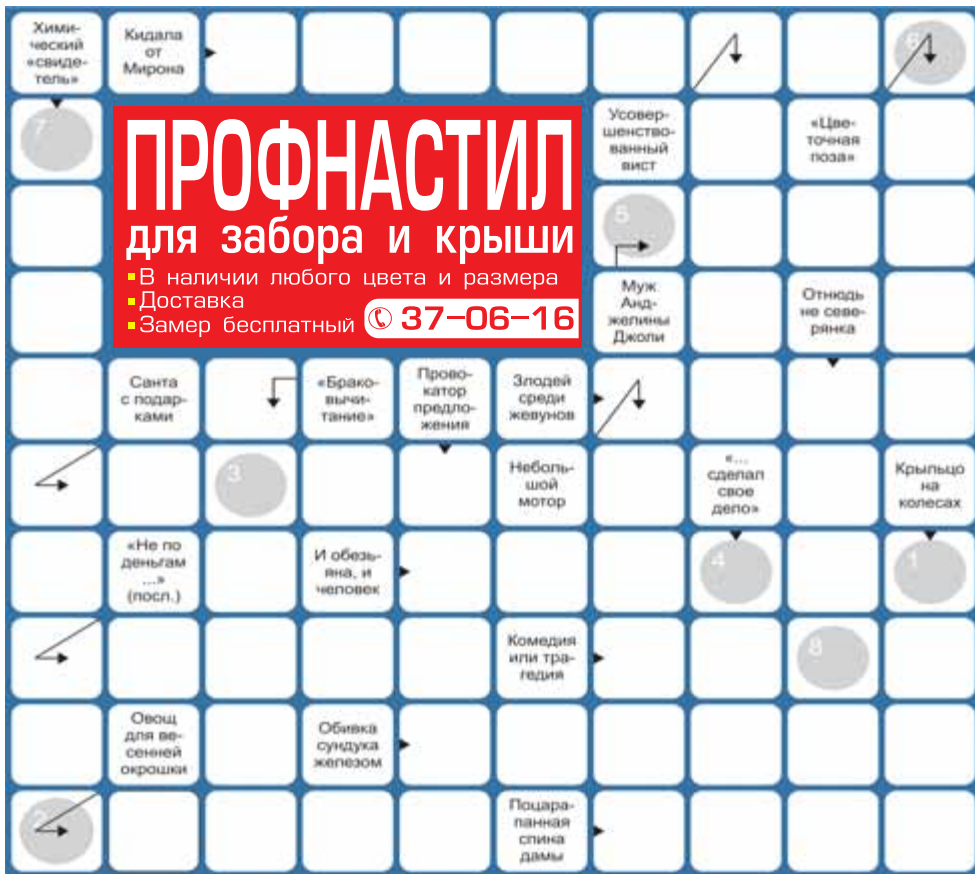 Хими-
ческий
«свиде-
тель»
Кидала
от
Мирона
6
7
ПРОФНАСТИЛ
для забора и крыши
В наличии любого цвета и размера
Доставка
Замер бесплатный
37-06-16
Усовер-
шенство-
ванный
вист
«Цве-
точная
поза»
5
Муж
Анд-
желины
Джоли
Отнюдь
не севе-
рянка
Санта
с подар-
ками
«Брако-
вычи-
тание»
Прово-
катор
предло-
жения
Злодей
среди
жевунов
3
Неболь-
шой
мотор
«...
сделал
свое
дело»
Крыльцо
на
колесах
«Не по
деньгам
...»
(посл.)
И обезь-
яна, и
человек
4
1
Комедия
или тра-
гедия
8
Овощ
для ве-
сенней
окрошки
Обивка
сундука
железом
2
Поцара-
панная
спина
дамы